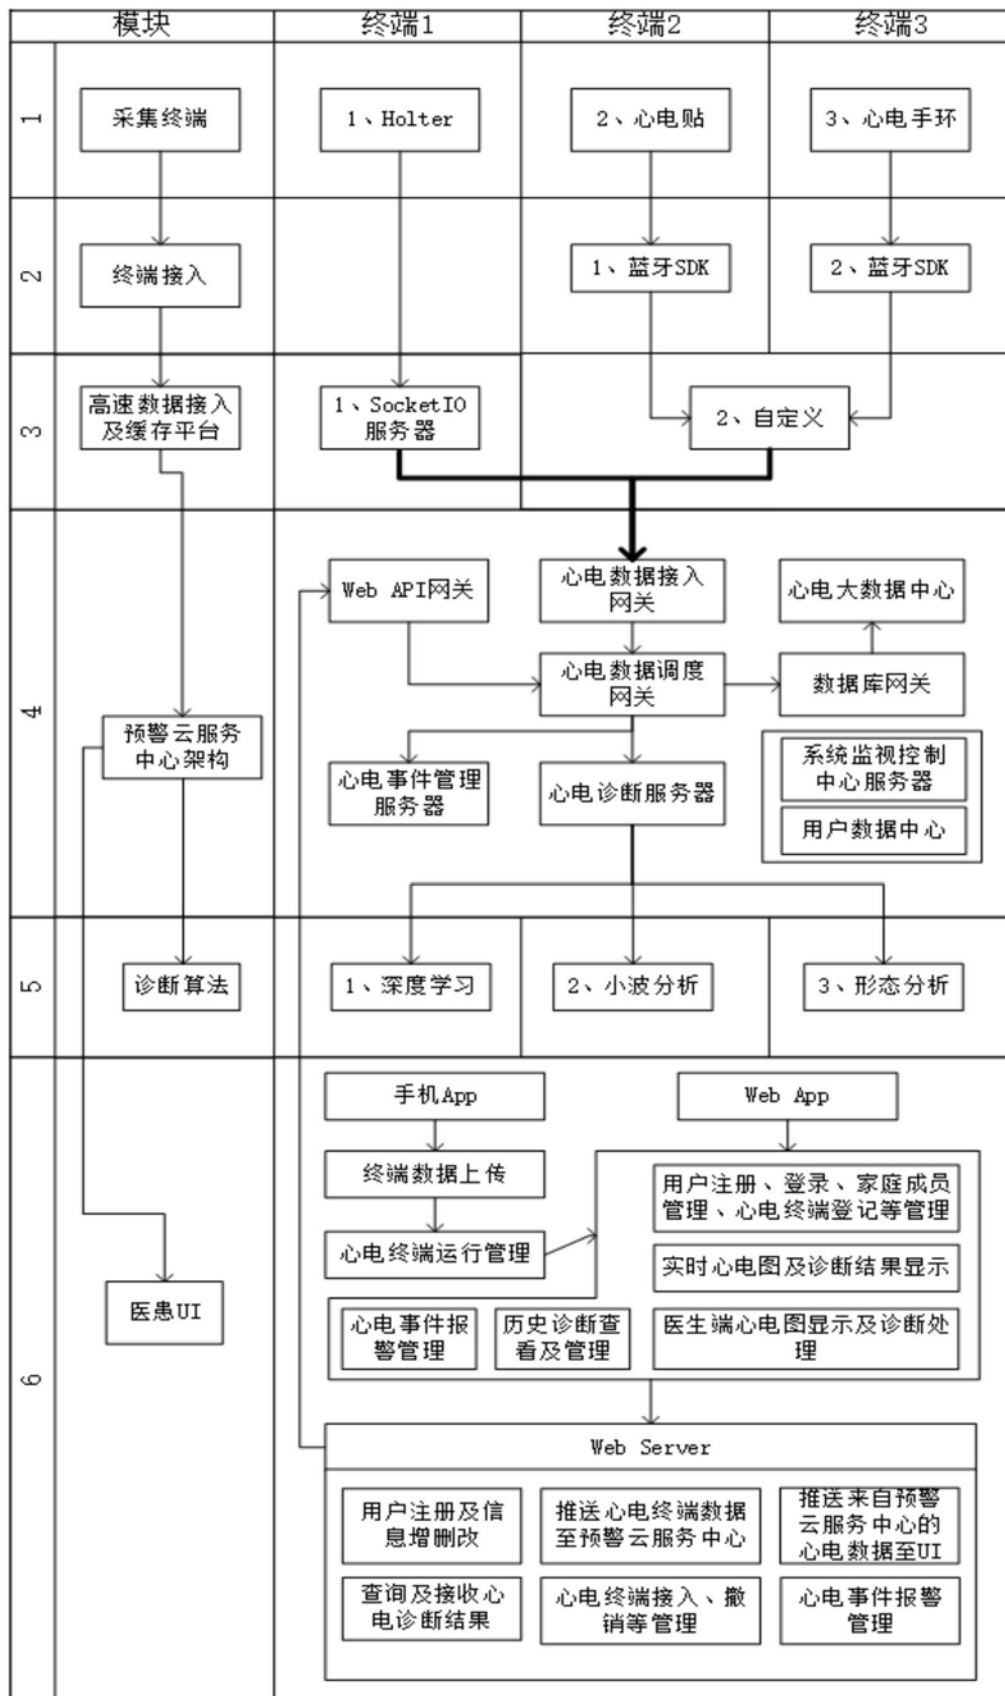 模块
终端1
终端2
终端3
1
采集终端
1、Holter
2、心电贴
3、心电手环
2
终端接入
1、蓝牙SDK
2、蓝牙SDK
3
高速数据接入
及缓存平台
1、SocketIO
服务器
2、自定义
4
Web API网关
心电数据接入
网关
心电大数据中心
心电数据调度
网关
数据库网关
预警云服务
中心架构
心电事件管理
服务器
心电诊断服务器
系统监视控制
中心服务器
用户数据中心
5
诊断算法
1、深度学习
2、小波分析
3、形态分析
6
手机App
Web App
终端数据上传
用户注册、登录、家庭成员
管理、心电终端登记等管理
心电终端运行管理
实时心电图及诊断结果显示
医患UI
心电事件报
警管理
历史诊断查
看及管理
医生端心电图显示及诊断处
理
Web Server
用户注册及信
息增删改
推送心电终端数据
至预警云服务中心
推送来自预警
云服务中心的
心电数据至UI
查询及接收心
电诊断结果
心电终端接入、撤
销等管理
心电事件报警
管理